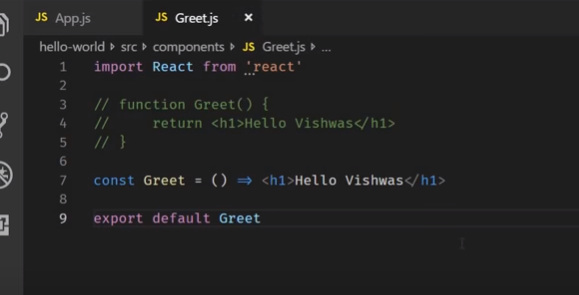 JS App.js JS Greet.js ×
hello-world › src › components › JS Greet.js › ...
1 import React from 'react'
2
3 // function Greet() {
4 //     return <h1>Hello Vishwas</h1>
5 // }
6
7 const Greet = () => <h1>Hello Vishwas</h1>
8
9 export default Greet